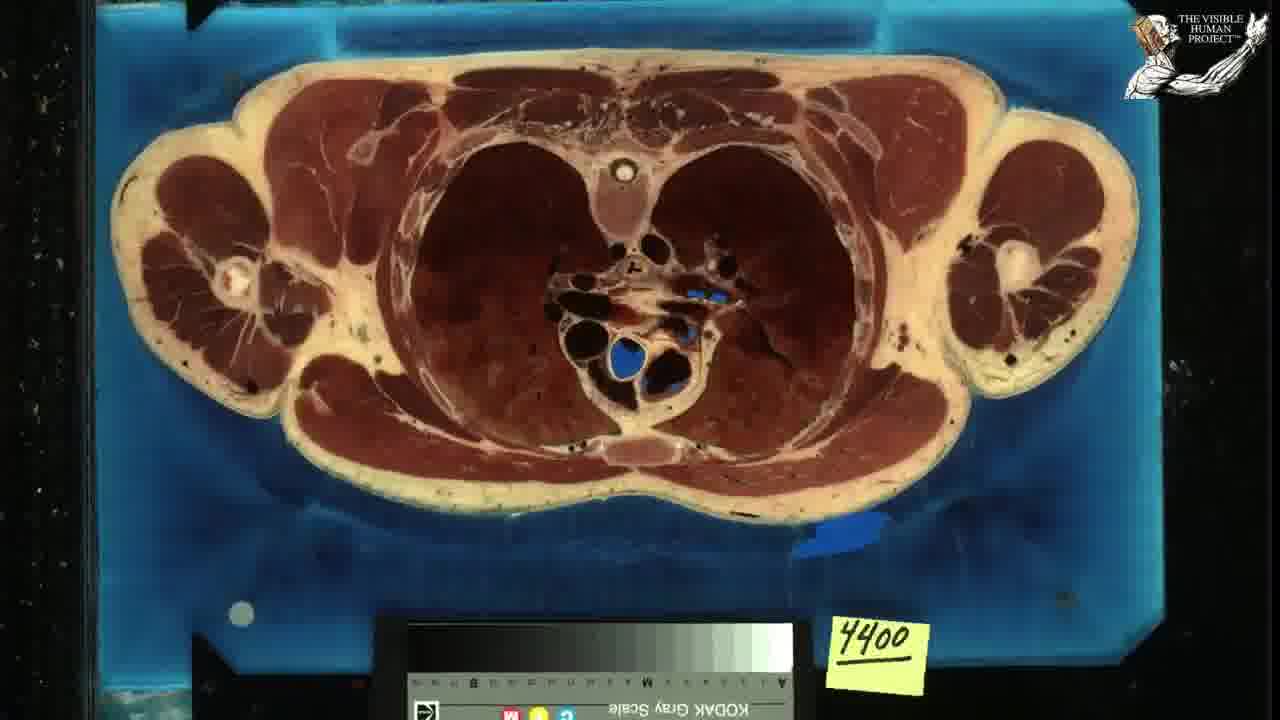 THE VISIBLE
HUMAN
PROJECT™
4400
KODAK Gray Scale
C Y M